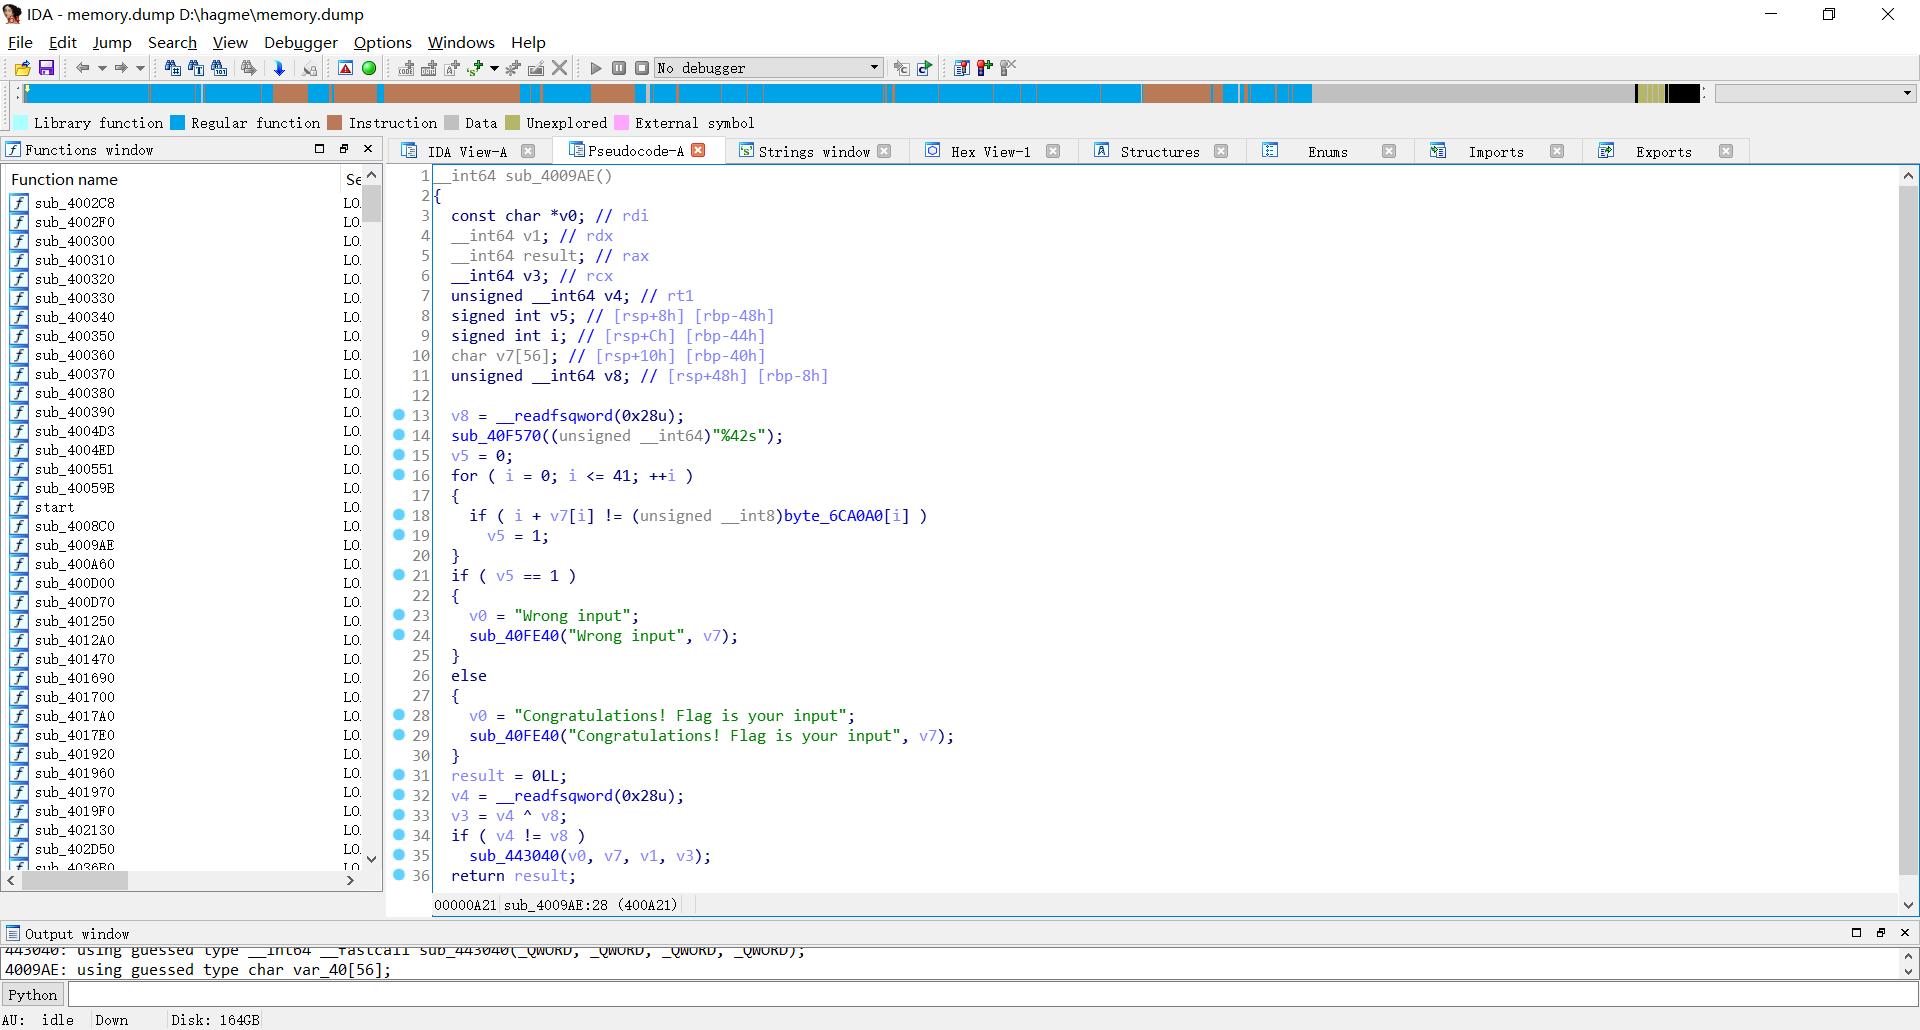 IDA - memory.dump D:\hagme\memory.dump
File Edit Jump Search View Debugger Options Windows Help
No debugger
Library function Regular function Instruction Data Unexplored External symbol
Functions window
IDA View-A Pseudocode-A Strings window Hex View-1 Structures Enums Imports Exports
Function name Se
sub_4002C8 LO.
sub_4002F0 LO.
sub_400300 LO.
sub_400310 LO.
sub_400320 LO.
sub_400330 LO.
sub_400340 LO.
sub_400350 LO.
sub_400360 LO.
sub_400370 LO.
sub_400380 LO.
sub_400390 LO.
sub_4004D3 LO.
sub_4004ED LO.
sub_400551 LO.
sub_40059B LO.
start LO.
sub_4008C0 LO.
sub_4009AE LO.
sub_400A60 LO.
sub_400D00 LO.
sub_400D70 LO.
sub_401250 LO.
sub_4012A0 LO.
sub_401470 LO.
sub_401690 LO.
sub_401700 LO.
sub_4017A0 LO.
sub_4017E0 LO.
sub_401920 LO.
sub_401960 LO.
sub_401970 LO.
sub_4019F0 LO.
sub_402130 LO.
sub_402D50 LO.
sub_4036B0 LO.
1 __int64 sub_4009AE()
2 {
3 const char *v0; // rdi
4 __int64 v1; // rdx
5 __int64 result; // rax
6 __int64 v3; // rcx
7 unsigned __int64 v4; // rt1
8 signed int v5; // [rsp+8h] [rbp-48h]
9 signed int i; // [rsp+Ch] [rbp-44h]
10 char v7[56]; // [rsp+10h] [rbp-40h]
11 unsigned __int64 v8; // [rsp+48h] [rbp-8h]
12
13 v8 = __readfsqword(0x28u);
14 sub_40F570((unsigned __int64)"%42s");
15 v5 = 0;
16 for ( i = 0; i <= 41; ++i )
17 {
18 if ( i + v7[i] != (unsigned __int8)byte_6CA0A0[i] )
19 v5 = 1;
20 }
21 if ( v5 == 1 )
22 {
23 v0 = "Wrong input";
24 sub_40FE40("Wrong input", v7);
25 }
26 else
27 {
28 v0 = "Congratulations! Flag is your input";
29 sub_40FE40("Congratulations! Flag is your input", v7);
30 }
31 result = 0LL;
32 v4 = __readfsqword(0x28u);
33 v3 = v4 ^ v8;
34 if ( v4 != v8 )
35 sub_443040(v0, v7, v1, v3);
36 return result;
00000A21 sub_4009AE:28 (400A21)
Output window
443040: using guessed type __int64 __fastcall sub_443040(_QWORD, _QWORD, _QWORD, _QWORD);
4009AE: using guessed type char var_40[56];
Python
AU: idle Down Disk: 164GB